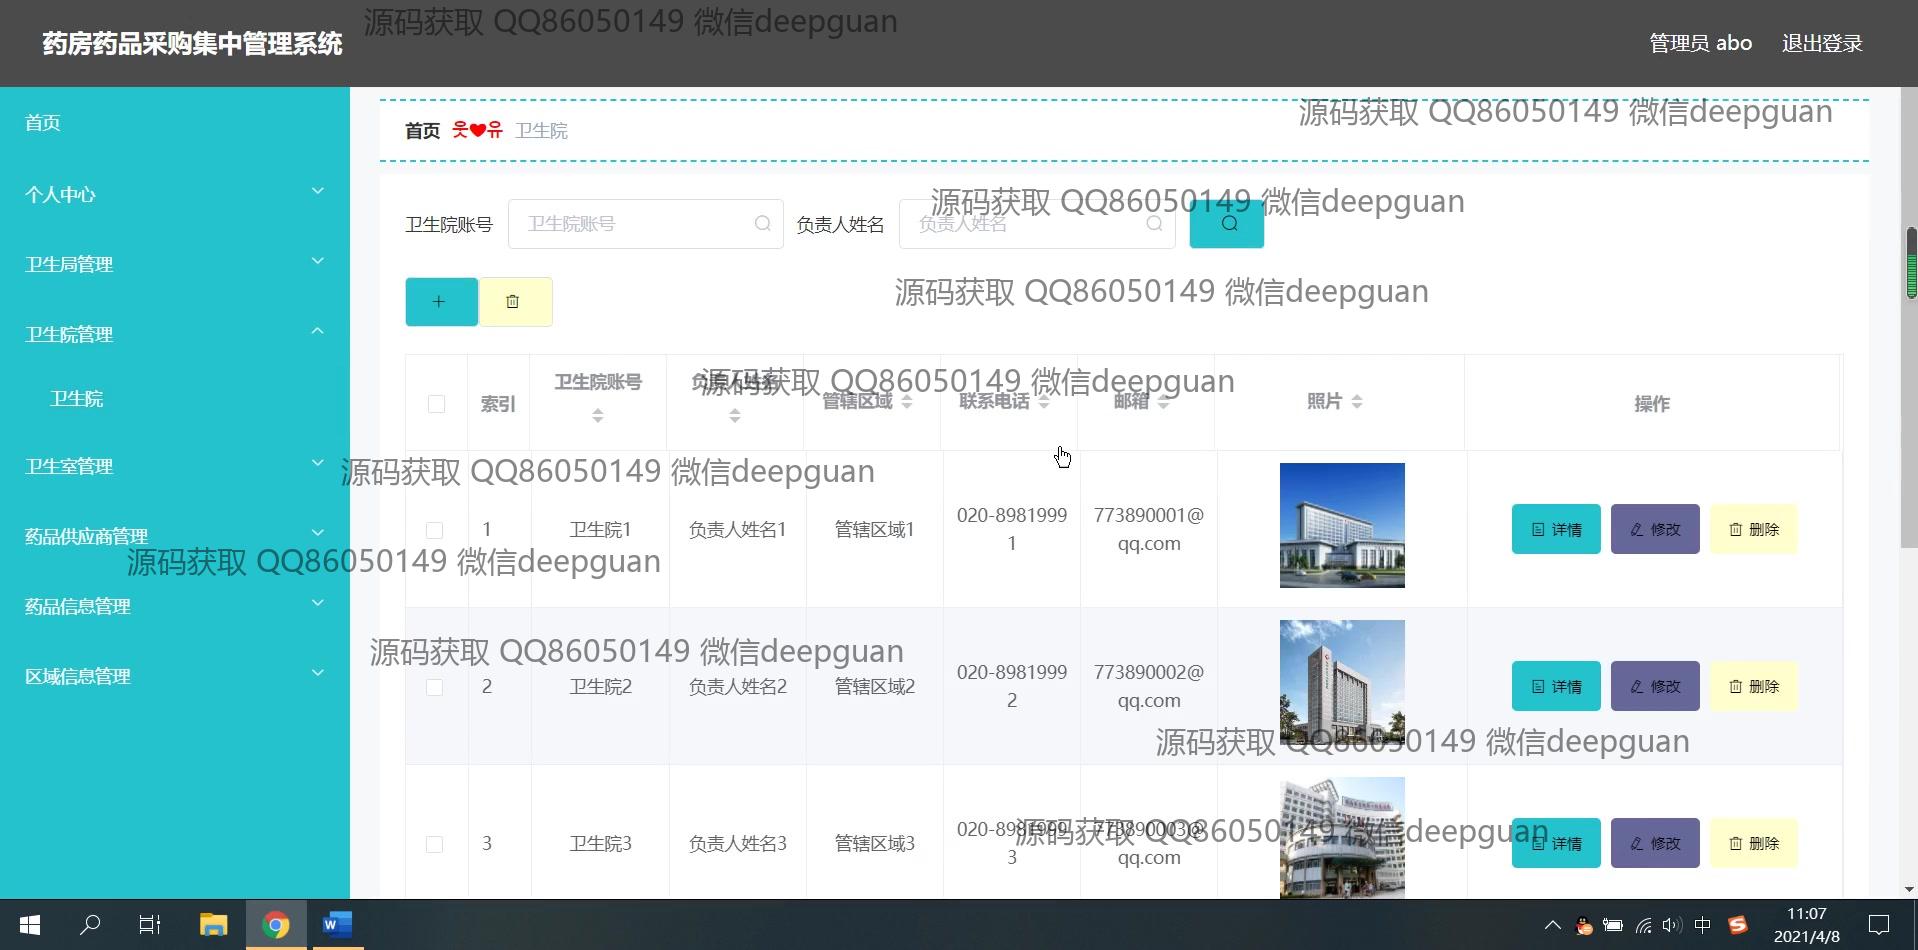 药房药品采购集中管理系统
源码获取 QQ86050149 微信deepguan
管理员 abo
退出登录
首页
个人中心
卫生局管理
卫生院管理
卫生院
卫生室管理
药品供应商管理
药品信息管理
区域信息管理
首页 웃❤유 卫生院
源码获取 QQ86050149 微信deepguan
源码获取 QQ86050149 微信deepguan
卫生院账号 卫生院账号 负责人姓名 负责人姓名
源码获取 QQ86050149 微信deepguan
源码获取 QQ86050149 微信deepguan
索引 卫生院账号 负责人姓名 管辖区域 联系电话 邮箱 照片 操作
源码获取 QQ86050149 微信deepguan
1 卫生院1 负责人姓名1 管辖区域1 020-89819991 773890001@qq.com 详情 修改 删除
源码获取 QQ86050149 微信deepguan
源码获取 QQ86050149 微信deepguan
2 卫生院2 负责人姓名2 管辖区域2 020-89819992 773890002@qq.com 详情 修改 删除
源码获取 QQ86050149 微信deepguan
源码获取 QQ86050149 微信deepguan
3 卫生院3 负责人姓名3 管辖区域3 020-89819993 773890003@qq.com 详情 修改 删除
中
11:07
2021/4/8